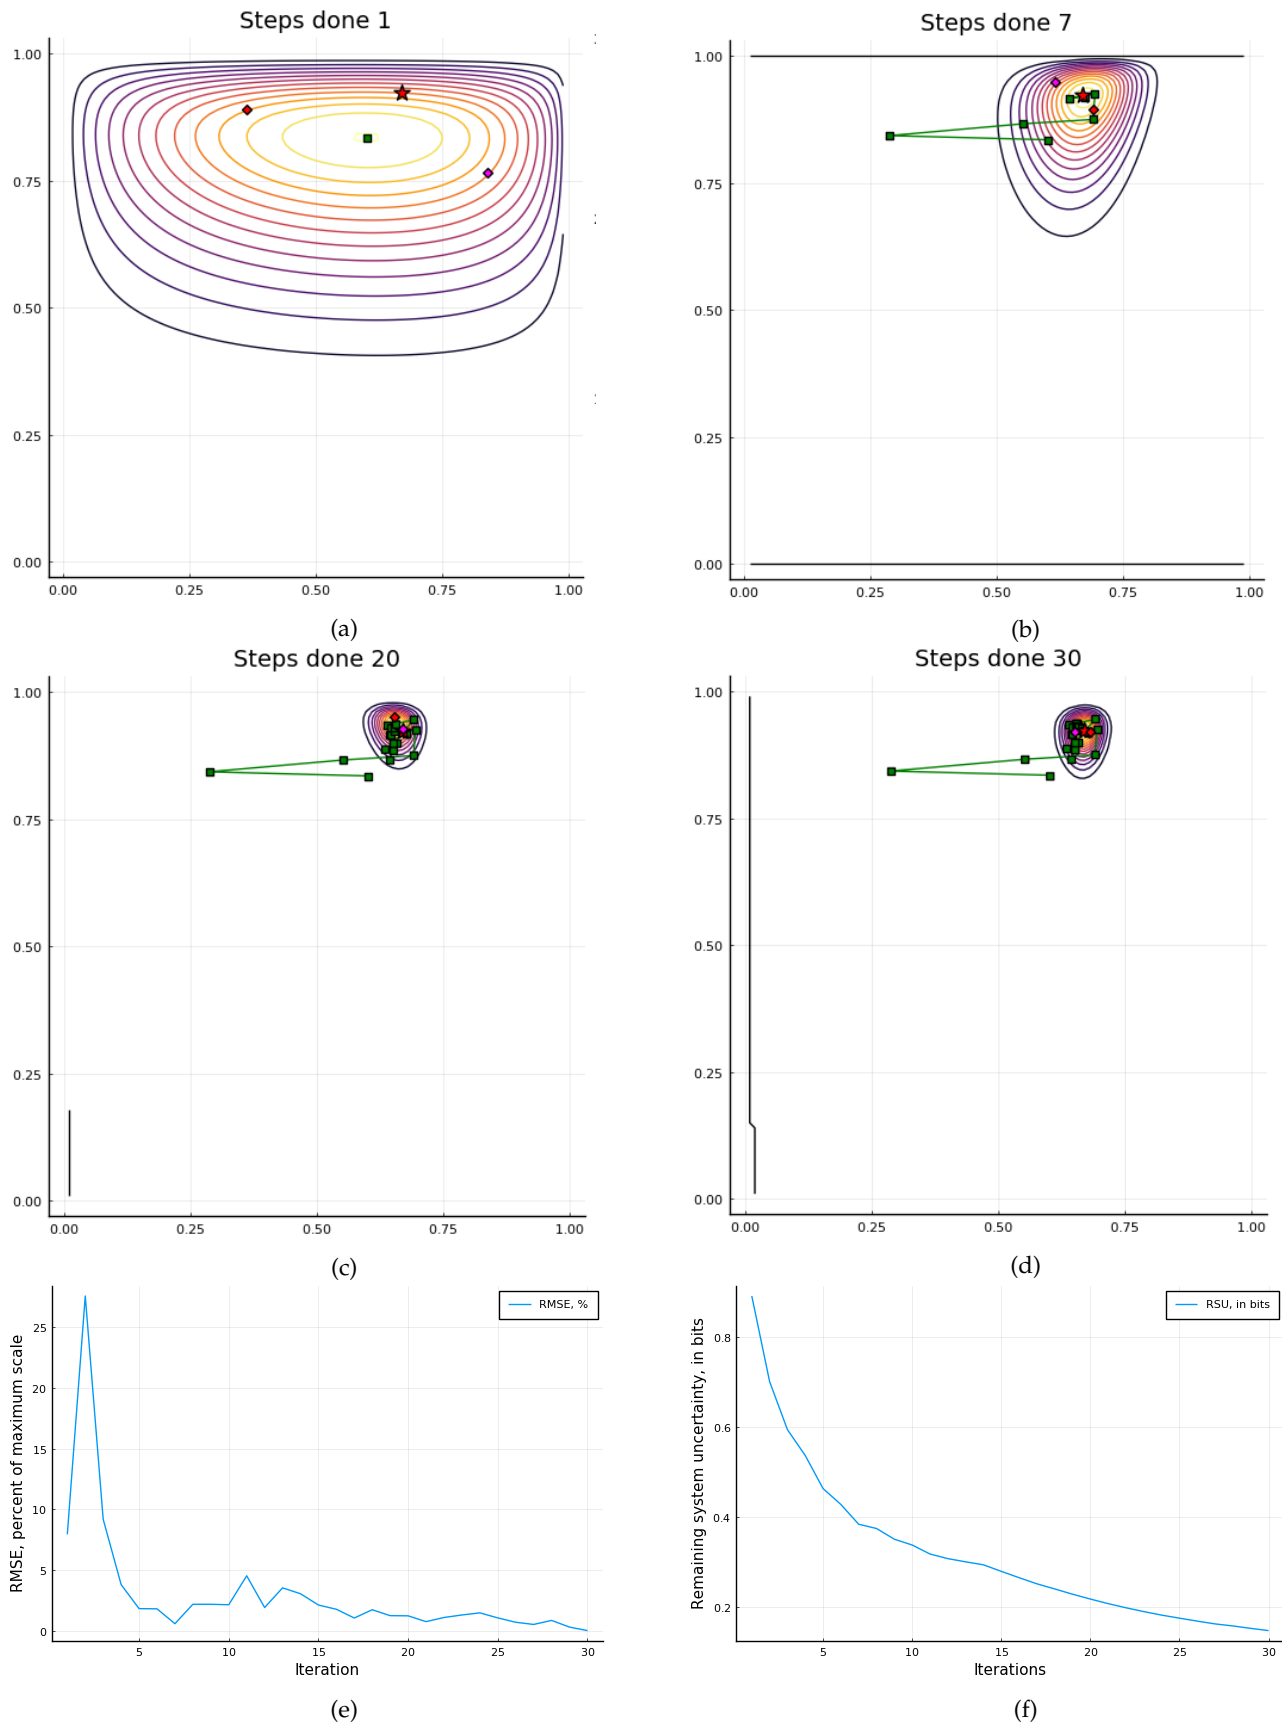 Steps done 1
1.00
0.75
0.50
0.25
0.00
0.00 0.25 0.50 0.75 1.00
(a)
Steps done 7
1.00
0.75
0.50
0.25
0.00
0.00 0.25 0.50 0.75 1.00
(b)
Steps done 20
1.00
0.75
0.50
0.25
0.00
0.00 0.25 0.50 0.75 1.00
(c)
Steps done 30
1.00
0.75
0.50
0.25
0.00
0.00 0.25 0.50 0.75 1.00
(d)
RMSE, percent of maximum scale
25
20
15
10
5
0
RMSE, %
5 10 15 20 25 30
Iteration
(e)
Remaining system uncertainty, in bits
0.8
0.6
0.4
0.2
RSU, in bits
5 10 15 20 25 30
Iterations
(f)